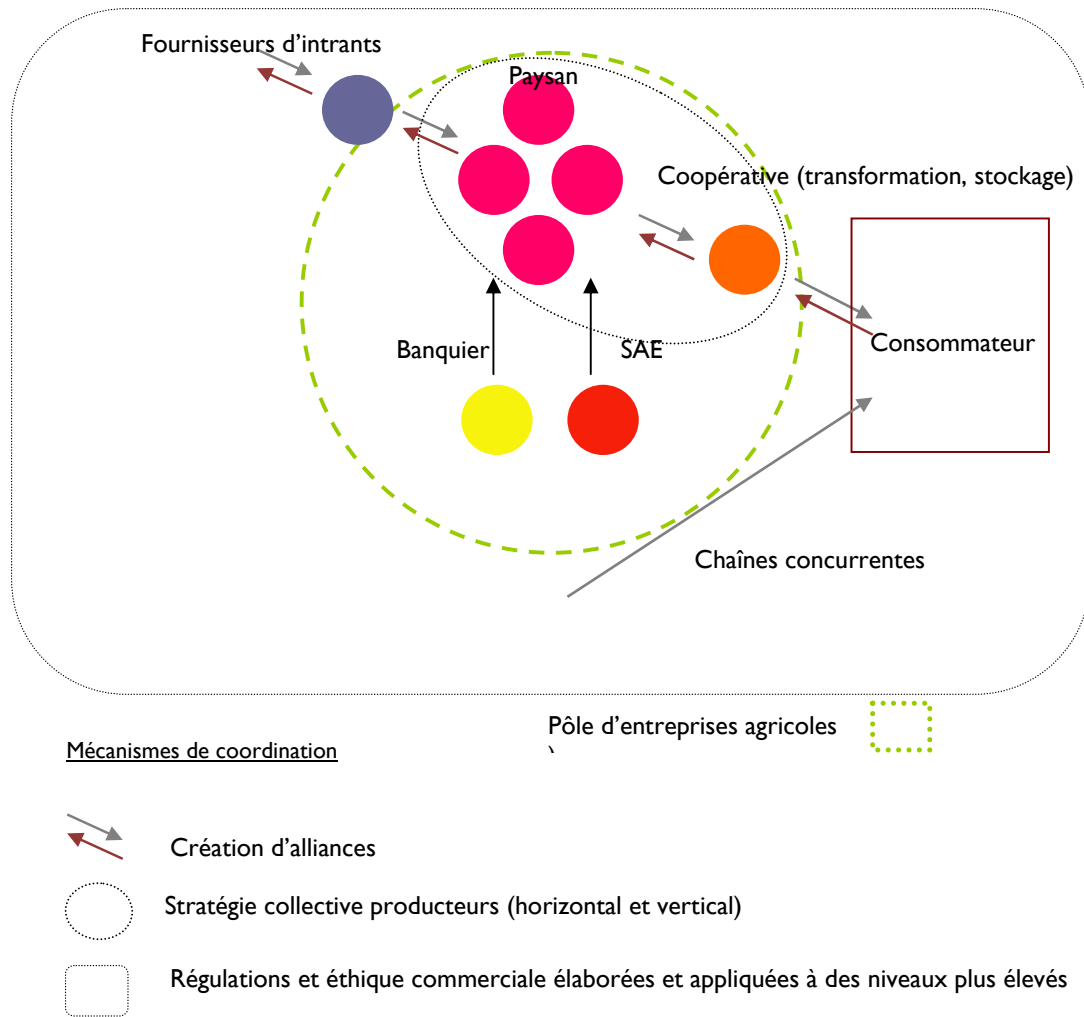 Fournisseurs d'intrants
Paysan
Coopérative (transformation, stockage)
Banquier
SAE
Consommateur
Chaînes concurrentes
Pôle d'entreprises agricoles
Mécanismes de coordination
Création d'alliances
Stratégie collective producteurs (horizontal et vertical)
Régulations et éthique commerciale élaborées et appliquées à des niveaux plus élevés